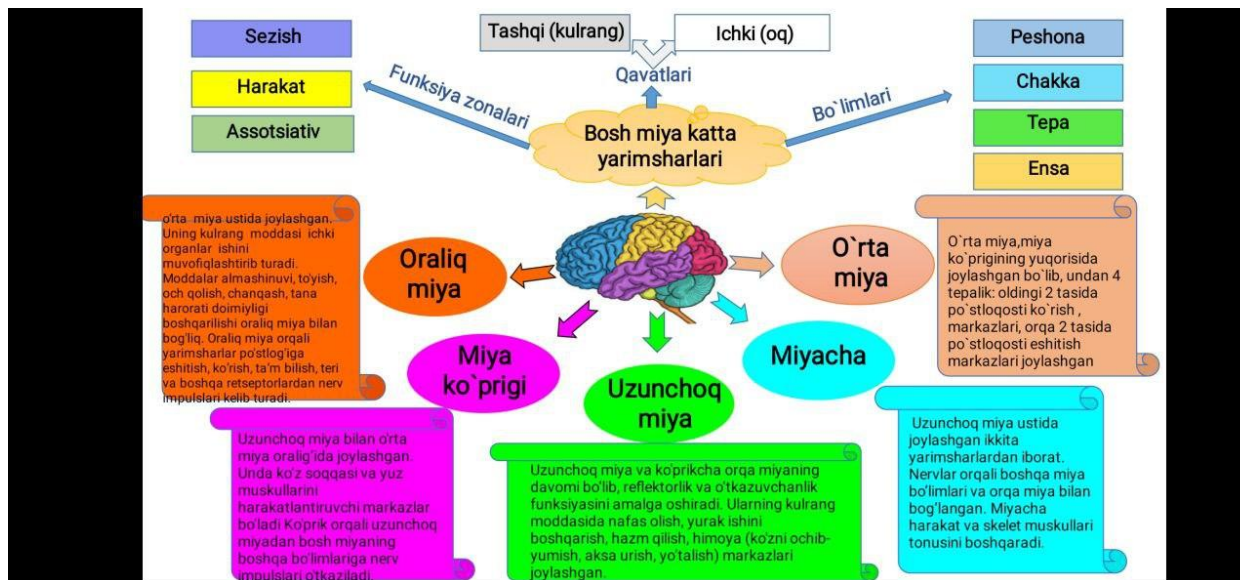 Sezish
Harakat
Assotsiativ
Funksiya zonalari
Tashqi (kulrang)
Ichki (oq)
Qavatlari
Bo`limlari
Peshona
Chakka
Tepa
Ensa
Bosh miya katta
yarimsharlari
o'rta miya ustida joylashgan.
Uning kulrang moddasi ichki
organlar ishini
muvofiqlashtirib turadi.
Moddalar almashinuvi, to'yish,
och qolish, chanqash, tana
harorati doimiyligi
boshqarilishi oraliq miya bilan
bog'liq. Oraliq miya orqali
yarimsharlar po'stlog'iga
eshitish, ko'rish, ta'm bilish, teri
va boshqa retseptorlardan nerv
impulslari kelib turadi.
Oraliq
miya
O`rta
miya
O`rta miya,miya
ko`prigining yuqorisida
joylashgan bo`lib, undan 4
tepalik: oldingi 2 tasida
po`stloqosti ko`rish ,
markazlari, orqa 2 tasida
po`stloqosti eshitish
markazlari joylashgan
Miya
ko`prigi
Uzunchoq
miya
Miyacha
Uzunchoq miya bilan o'rta
miya oralig'ida joylashgan.
Unda ko'z soqqasi va yuz
muskullarini
harakatlantiruvchi markazlar
bo'ladi Ko'prik orqali uzunchoq
miyadan bosh miyaning
boshqa bo'limlariga nerv
impulslari o'tkaziladi.
Uzunchoq miya va ko'prikcha orqa miyaning
davomi bo'lib, reflektorlik va o'tkazuvchanlik
funksiyasini amalga oshiradi. Ularning kulrang
moddasida nafas olish, yurak ishini
boshqarish, hazm qilish, himoya (ko'zni ochib-
yumish, aksa urish, yo'talish) markazlari
joylashgan.
Uzunchoq miya ustida
joylashgan ikkita
yarimsharlardan iborat.
Nervlar orqali boshqa miya
bo'limlari va orqa miya bilan
bog'langan. Miyacha
harakat va skelet muskullari
tonusini boshqaradi.